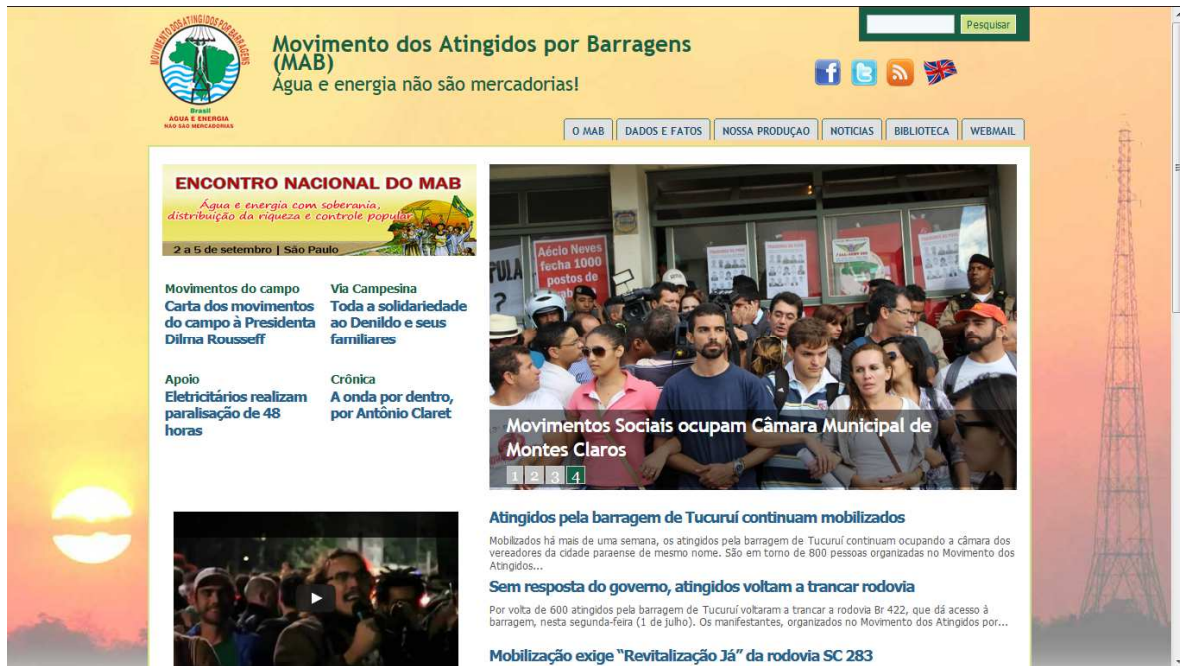 MOVIMENTO DOS ATINGIDOS POR BARRAGENS
Brasil
AGUA E ENERGIA
NÃO SÃO MERCADORIAS
Movimento dos Atingidos por Barragens
(MAB)
Água e energia não são mercadorias!
Pesquisar
O MAB
DADOS E FATOS
NOSSA PRODUÇAO
NOTICIAS
BIBLIOTECA
WEBMAIL
ENCONTRO NACIONAL DO MAB
Água e energia com soberania,
distribuição da riqueza e controle popular
2 a 5 de setembro | São Paulo
Movimentos do campo
Carta dos movimentos
do campo à Presidenta
Dilma Rousseff
Via Campesina
Toda a solidariedade
ao Denildo e seus
familiares
Apoio
Eletricitários realizam
paralisação de 48
horas
Crônica
A onda por dentro,
por Antônio Claret
Aécio Neves
fecha 1000
postos de
PULA
?
Movimentos Sociais ocupam Câmara Municipal de
Montes Claros
1 2 3 4
Atingidos pela barragem de Tucuruí continuam mobilizados
Mobilizados há mais de uma semana, os atingidos pela barragem de Tucuruí continuam ocupando a câmara dos
vereadores da cidade paraense de mesmo nome. São em torno de 800 pessoas organizadas no Movimento dos
Atingidos...
Sem resposta do governo, atingidos voltam a trancar rodovia
Por volta de 600 atingidos pela barragem de Tucuruí voltaram a trancar a rodovia Br 422, que dá acesso à
barragem, nesta segunda-feira (1 de julho). Os manifestantes, organizados no Movimento dos Atingidos por...
Mobilização exige “Revitalização Já” da rodovia SC 283